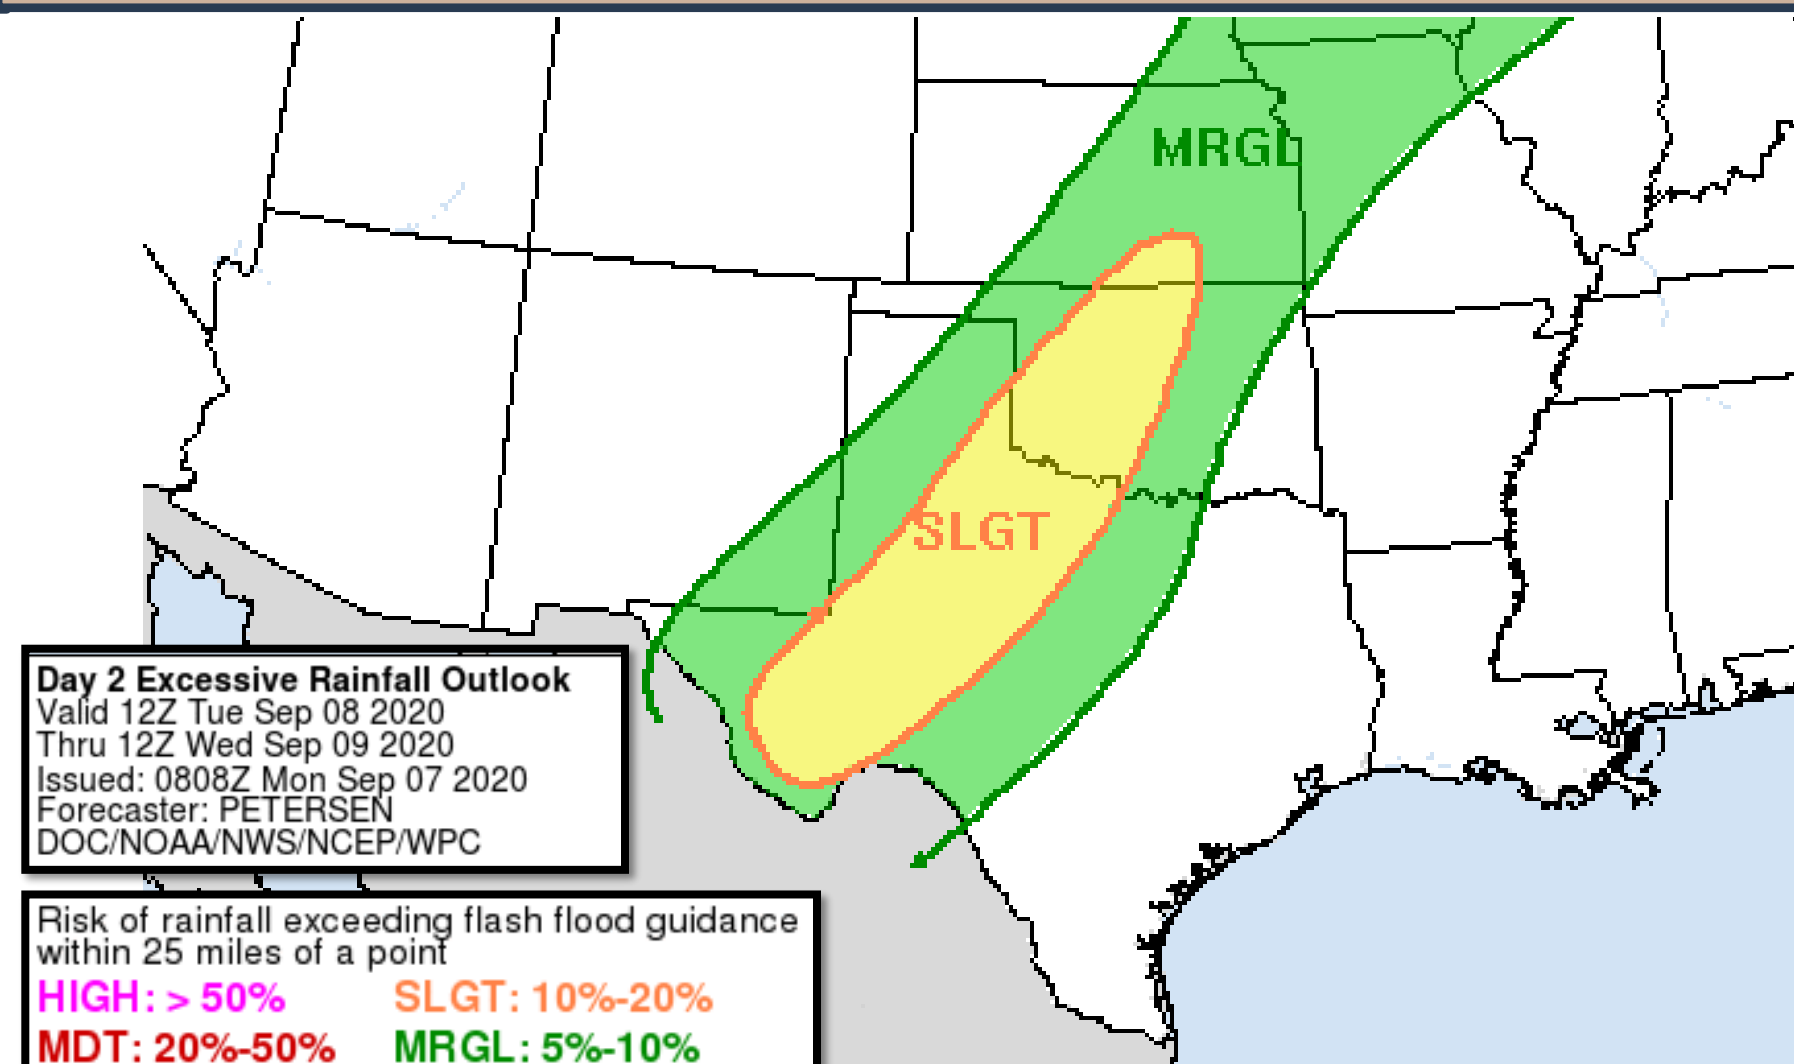 MRGL
SLGT
Day 2 Excessive Rainfall Outlook
Valid 12Z Tue Sep 08 2020
Thru 12Z Wed Sep 09 2020
Issued: 0808Z Mon Sep 07 2020
Forecaster: PETERSEN
DOC/NOAA/NWS/NCEP/WPC
Risk of rainfall exceeding flash flood guidance
within 25 miles of a point
HIGH: > 50% SLGT: 10%-20%
MDT: 20%-50% MRGL: 5%-10%